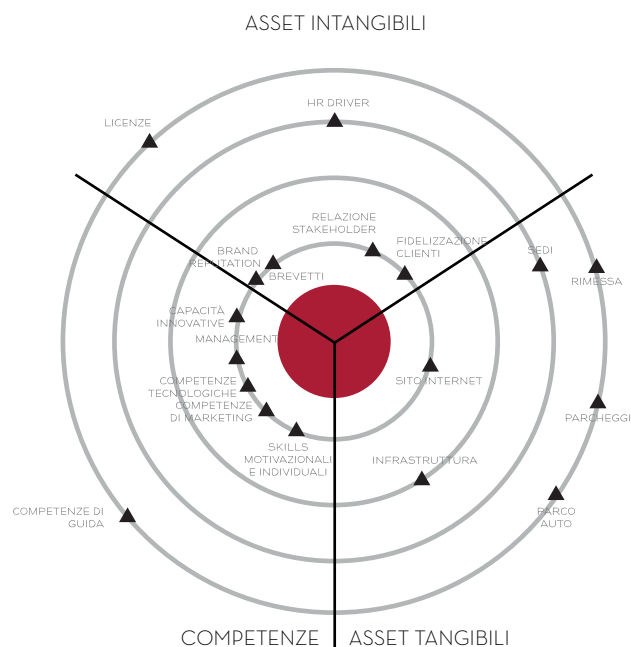 ASSET INTANGIBILI
HR DRIVER
LICENZE
RELAZIONE
STAKEHOLDER
FIDELIZZAZIONE
CLIENTI
BRAND
REPUTATION
BREVETTI
SEDI
RIMESSA
CAPACITÀ
INNOVATIVE
MANAGEMENT
COMPETENZE
TECNOLOGICHE
COMPETENZE
DI MARKETING
SITO INTERNET
PARCHEGGI
SKILLS
MOTIVAZIONALI
E INDIVIDUALI
INFRASTRUTTURA
COMPETENZE DI
GUIDA
PARCO
AUTO
COMPETENZE
ASSET TANGIBILI